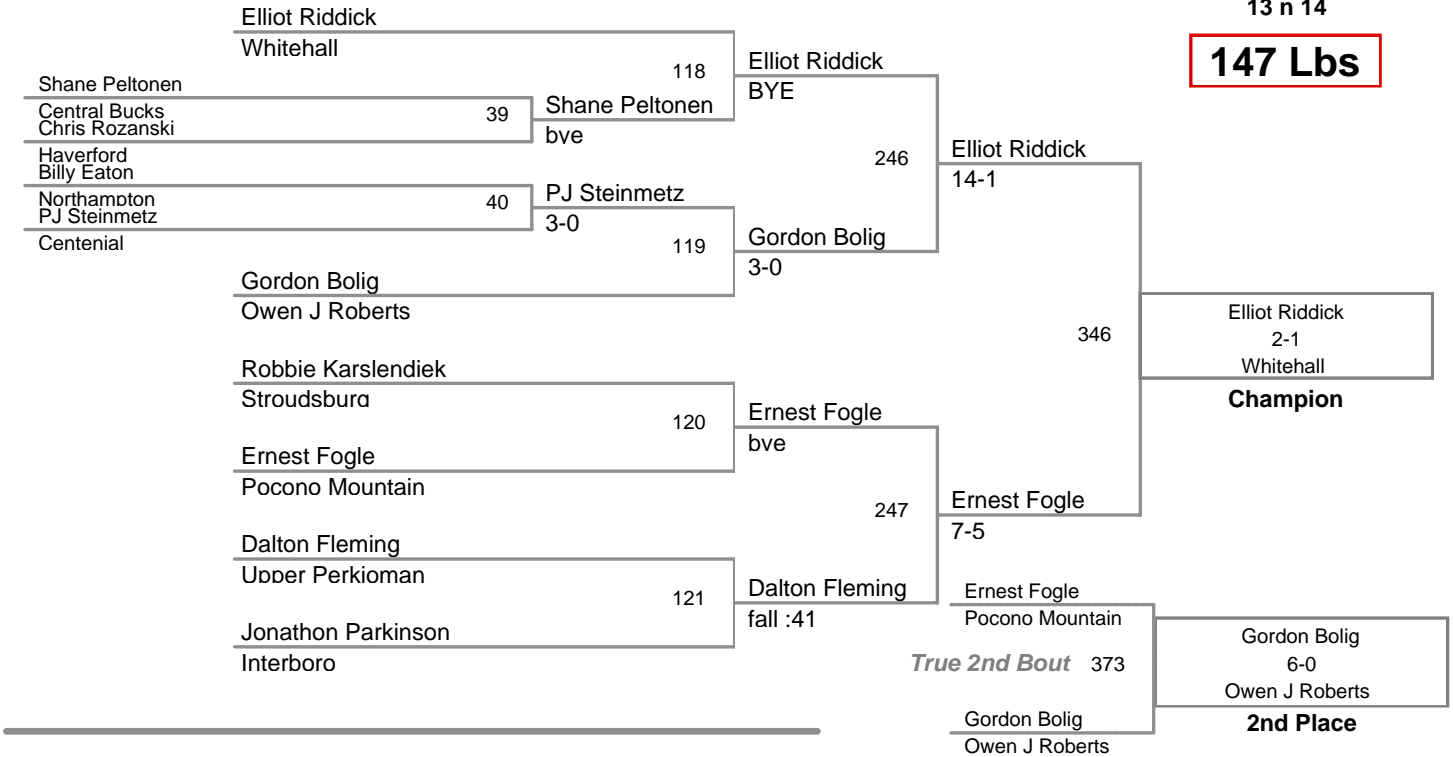 13 n 14
147 Lbs
Elliot Riddick
Whitehall
118
Elliot Riddick
BYE
Shane Peltonen
Central Bucks
39
Shane Peltonen
bye
Chris Rozanski
Haverford
246
Elliot Riddick
14-1
Billy Eaton
Northampton
40
PJ Steinmetz
3-0
PJ Steinmetz
Centenial
119
Gordon Bolig
3-0
Gordon Bolig
Owen J Roberts
346
Elliot Riddick
2-1
Whitehall
Champion
Robbie Karslendiek
Stroudsburg
120
Ernest Fogle
bye
Ernest Fogle
Pocono Mountain
247
Ernest Fogle
7-5
Dalton Fleming
Upper Perkioman
121
Dalton Fleming
fall :41
Jonathon Parkinson
Interboro
Ernest Fogle
Pocono Mountain
True 2nd Bout 373
Gordon Bolig
6-0
Owen J Roberts
2nd Place
Gordon Bolig
Owen J Roberts